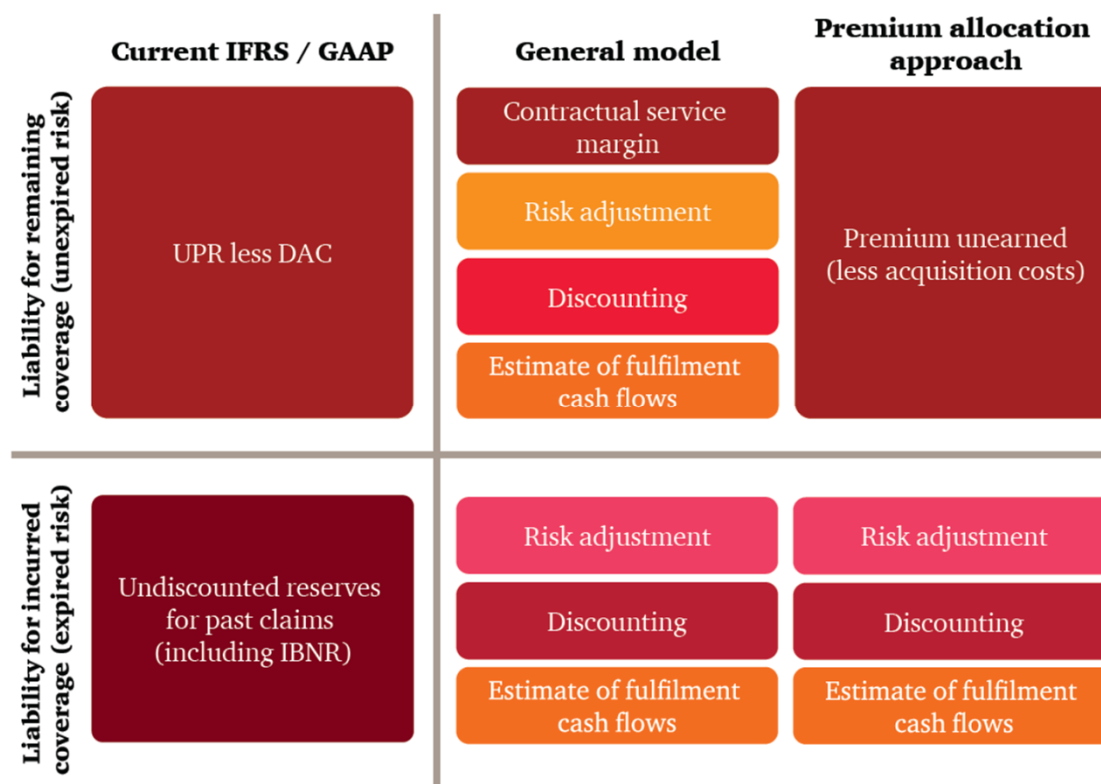 Current IFRS / GAAP
General model
Premium allocation
approach
Liability for remaining
coverage (unexpired risk)
UPR less DAC
Contractual service
margin
Risk adjustment
Discounting
Estimate of fulfilment
cash flows
Premium unearned
(less acquisition costs)
Liability for incurred
coverage (expired risk)
Undiscounted reserves
for past claims
(including IBNR)
Risk adjustment
Discounting
Estimate of fulfilment
cash flows
Risk adjustment
Discounting
Estimate of fulfilment
cash flows